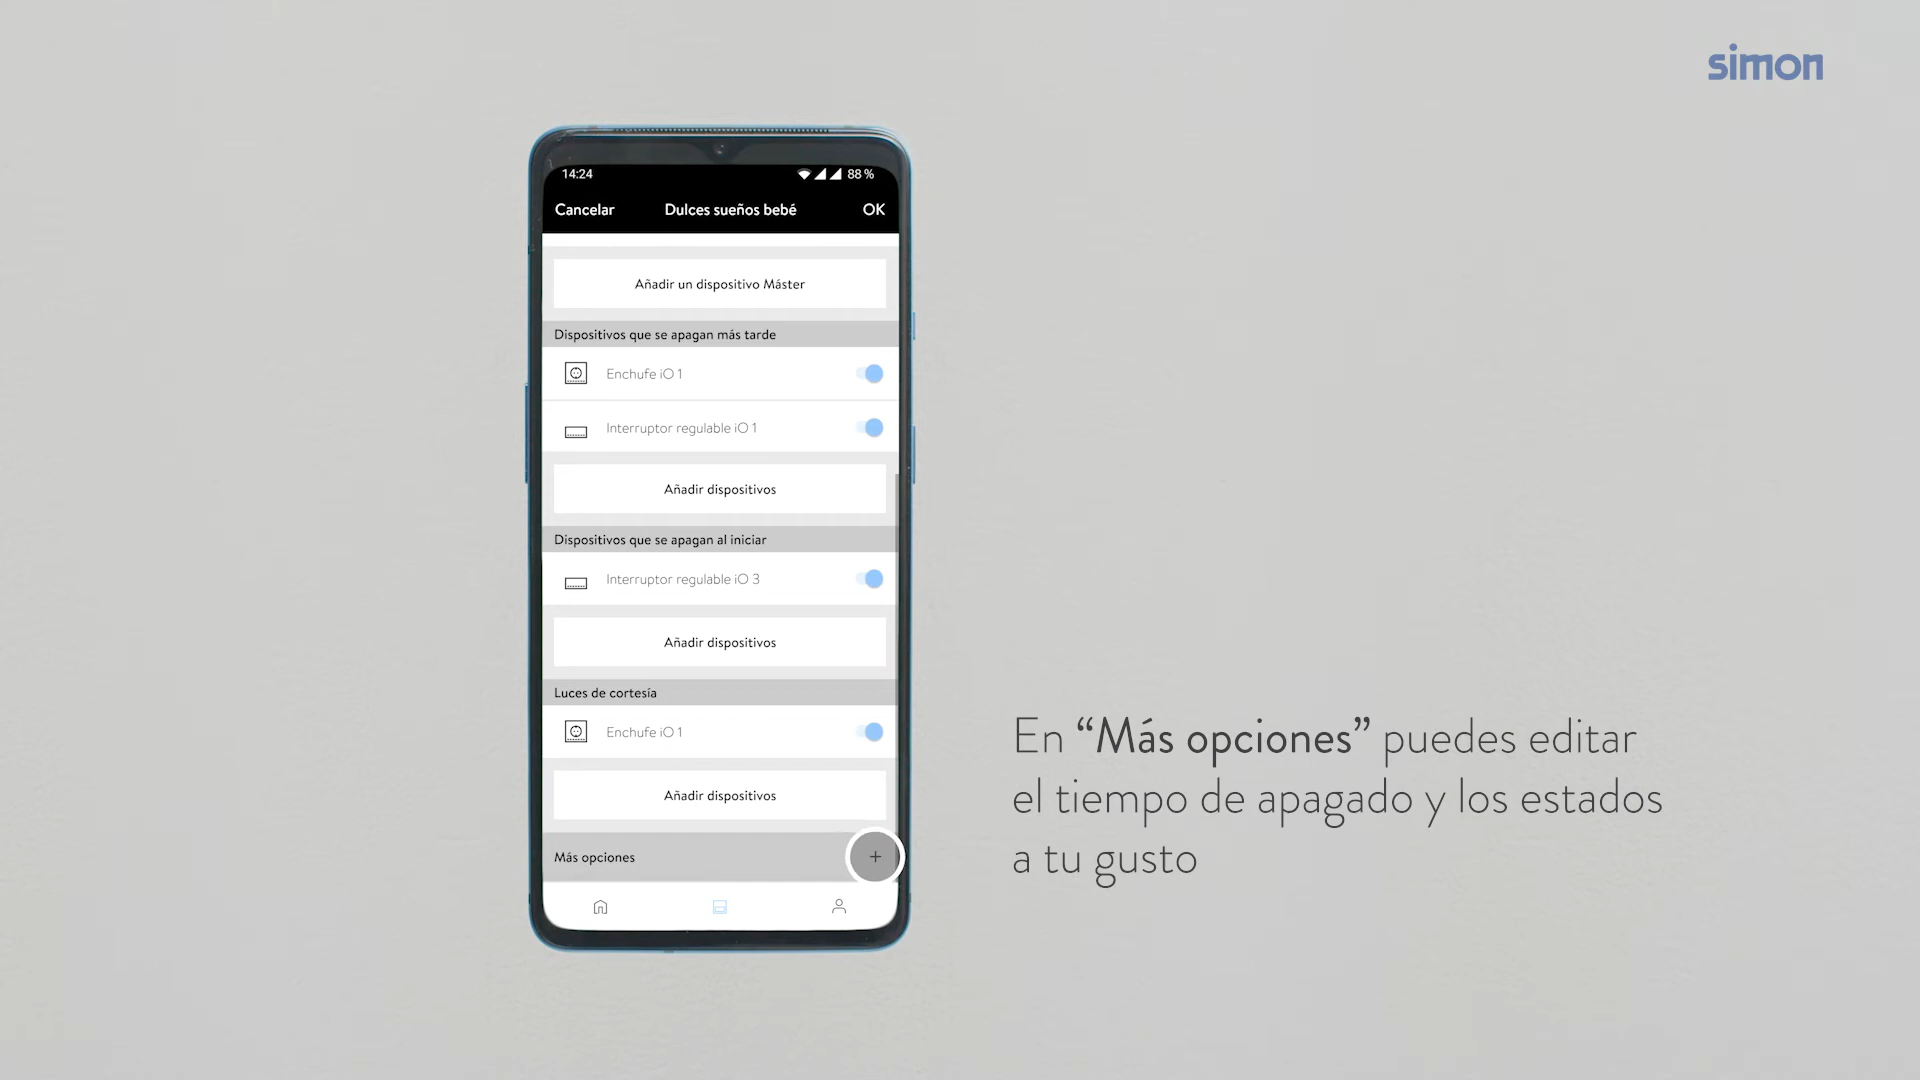 simon
14:24
88 %
Cancelar
Dulces sueños bebé
OK
Añadir un dispositivo Máster
Dispositivos que se apagan más tarde
Enchufe iO 1
Interruptor regulable iO 1
Añadir dispositivos
Dispositivos que se apagan al iniciar
Interruptor regulable iO 3
Añadir dispositivos
Luces de cortesía
Enchufe iO 1
Añadir dispositivos
Más opciones
+
En “Más opciones” puedes editar
el tiempo de apagado y los estados
a tu gusto